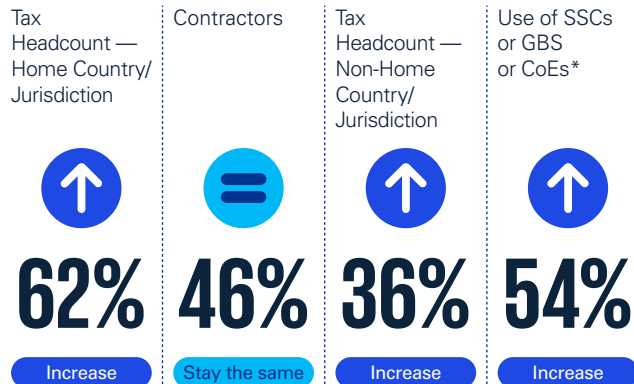 Tax
Headcount —
Home Country/
Jurisdiction
62%
Increase
Contractors
46%
Stay the same
Tax
Headcount —
Non-Home
Country/
Jurisdiction
36%
Increase
Use of SSCs
or GBS
or CoEs*
54%
Increase